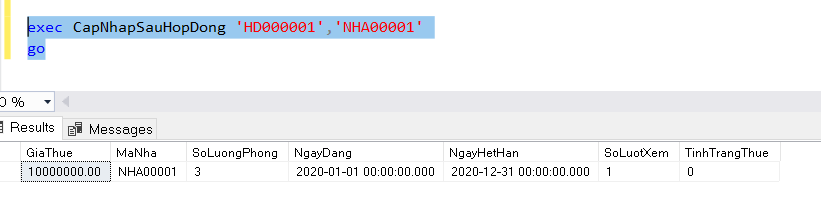 exec CapNhapSauHopDong 'HD000001','NHA00001'
go
0 %
Results Messages
GiaThue MaNha SoLuongPhong NgayDang NgayHetHan SoLuotXem TinhTrangThue
10000000.00 NHA00001 3 2020-01-01 00:00:00.000 2020-12-31 00:00:00.000 1 0